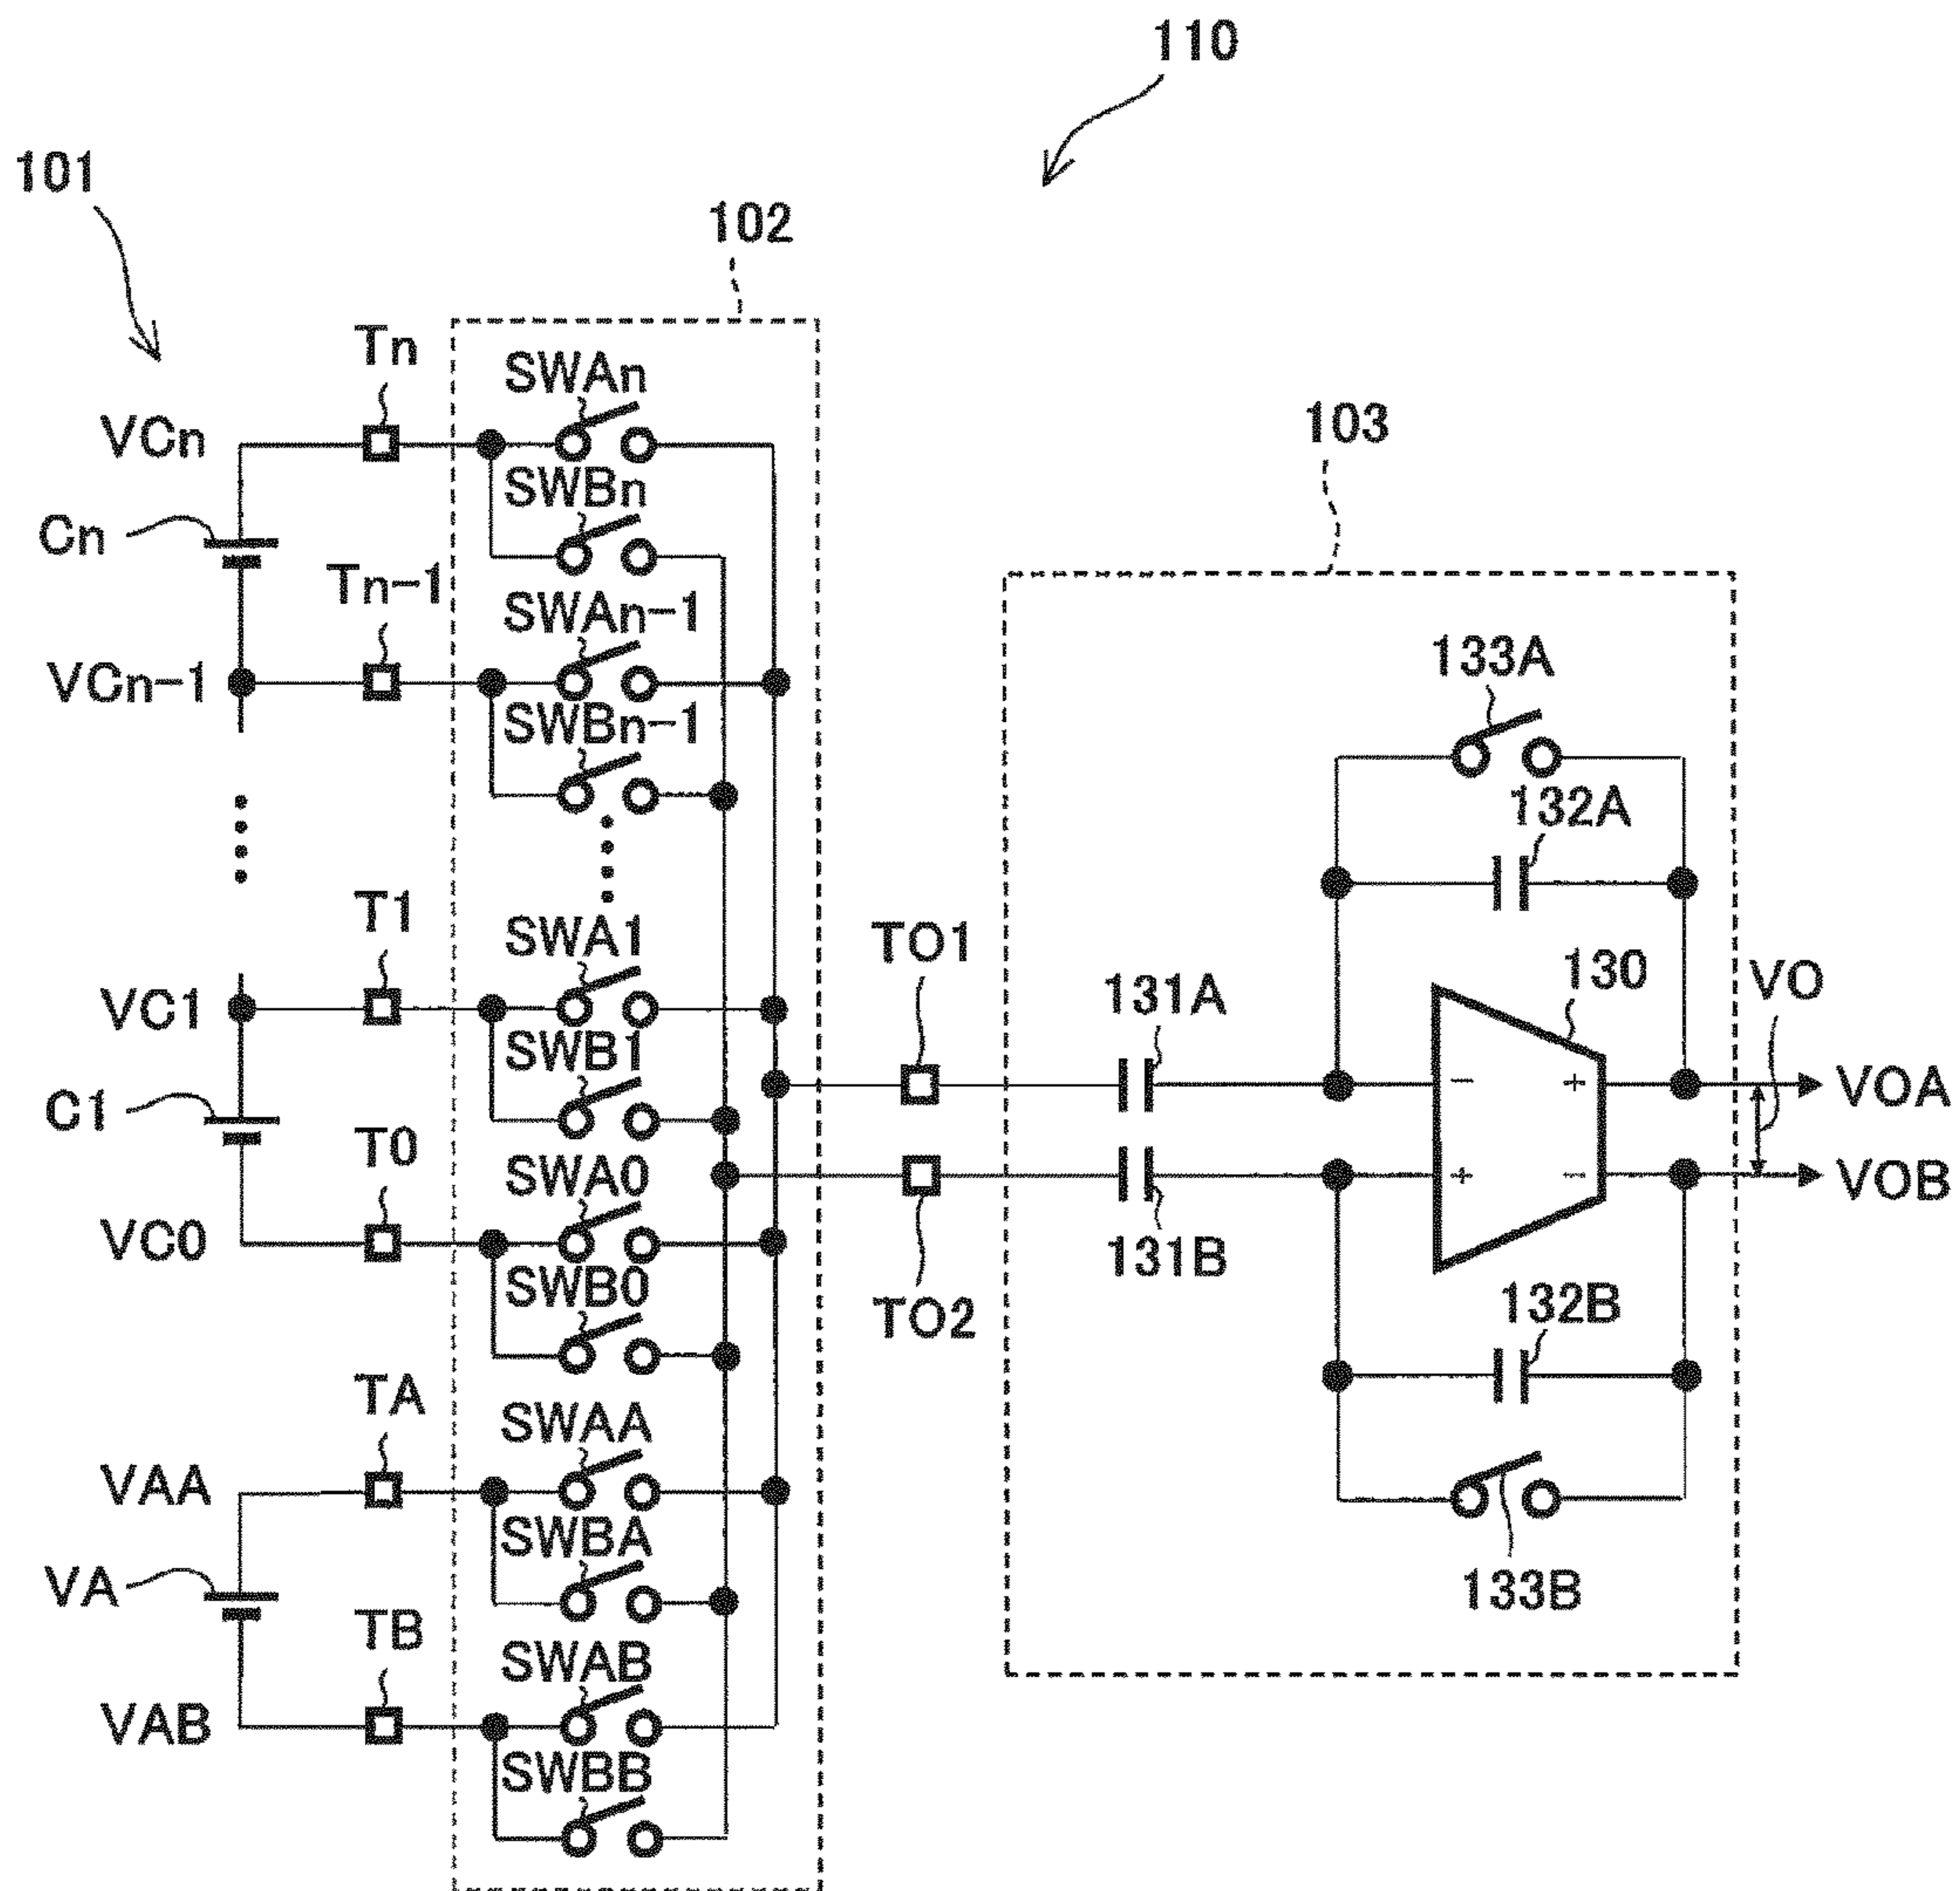 110
101
102
Tn
SWAn
VCn
103
SWBn
Cn
Tn-1
SWAn-1
133A
VCn-1
SWBn-1
132A
T1
SWA1
TO1
130
VO
131A
VC1
SWB1
-
+
VOA
C1
T0
SWA0
+
-
VOB
VC0
131B
SWB0
TO2
132B
TA
SWAA
VAA
SWBA
VA
133B
TB
SWAB
VAB
SWBB